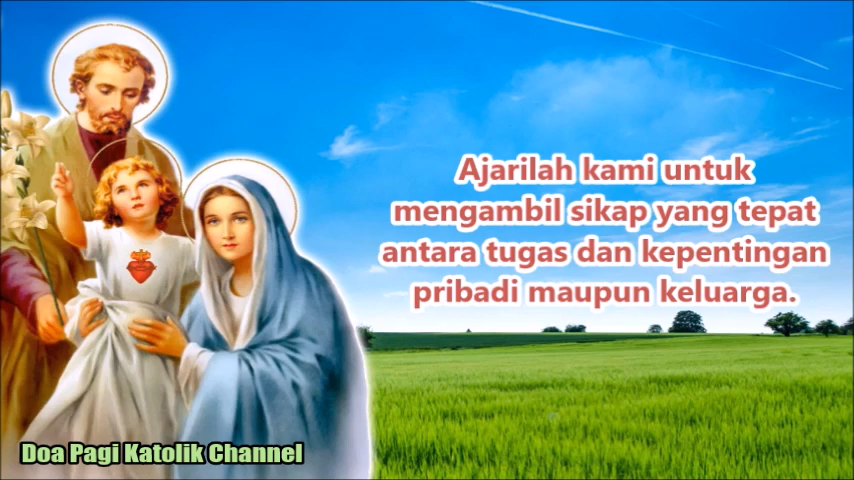 Ajarilah kami untuk
mengambil sikap yang tepat
antara tugas dan kepentingan
pribadi maupun keluarga.
Doa Pagi Katolik Channel